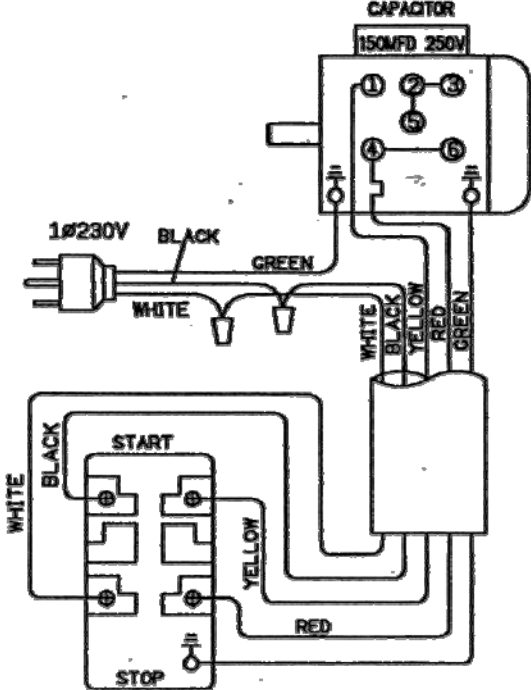 CAPACITOR
150MFD 250V
1 2 3
5
4 6
1ø230V
BLACK
GREEN
WHITE
WHITE
BLACK
YELLOW
RED
GREEN
START
BLACK
WHITE
YELLOW
RED
STOP